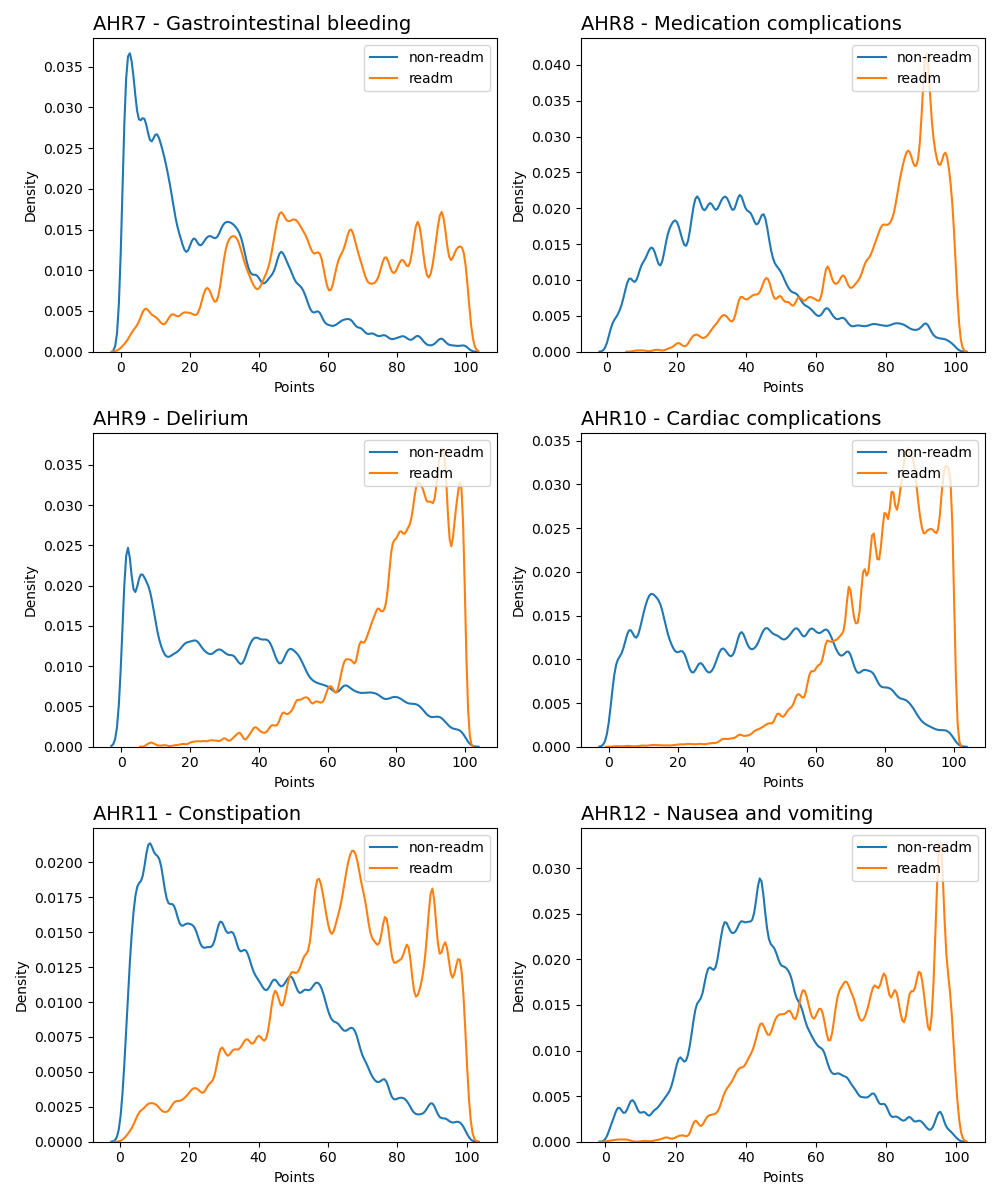 AHR7 - Gastrointestinal bleeding
non-readm
readm
0.035
0.030
0.025
0.020
0.015
0.010
0.005
0.000
Density
0 20 40 60 80 100
Points
AHR8 - Medication complications
non-readm
readm
0.040
0.035
0.030
0.025
0.020
0.015
0.010
0.005
0.000
Density
0 20 40 60 80 100
Points
AHR9 - Delirium
non-readm
readm
0.035
0.030
0.025
0.020
0.015
0.010
0.005
0.000
Density
0 20 40 60 80 100
Points
AHR10 - Cardiac complications
non-readm
readm
0.035
0.030
0.025
0.020
0.015
0.010
0.005
0.000
Density
0 20 40 60 80 100
Points
AHR11 - Constipation
non-readm
readm
0.0200
0.0175
0.0150
0.0125
0.0100
0.0075
0.0050
0.0025
0.0000
Density
0 20 40 60 80 100
Points
AHR12 - Nausea and vomiting
non-readm
readm
0.030
0.025
0.020
0.015
0.010
0.005
0.000
Density
0 20 40 60 80 100
Points